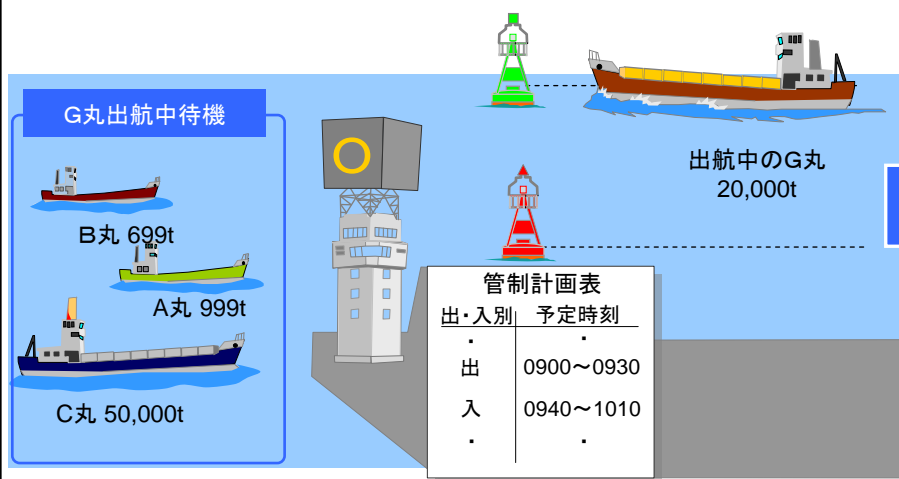 G丸出航中待機
B丸 699t
A丸 999t
C丸 50,000t
出航中のG丸
20,000t
管制計画表
出・入別 予定時刻
・ ・
出 0900～0930
入 0940～1010
・ ・